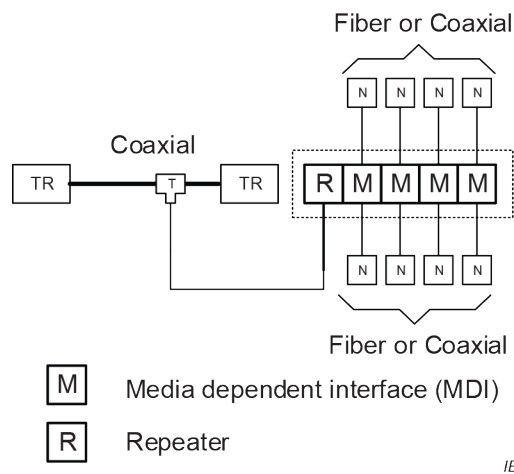 Fiber or Coaxial
N N N N
Coaxial
TR T TR R M M M M
N N N N
Fiber or Coaxial
M Media dependent interface (MDI)
R Repeater